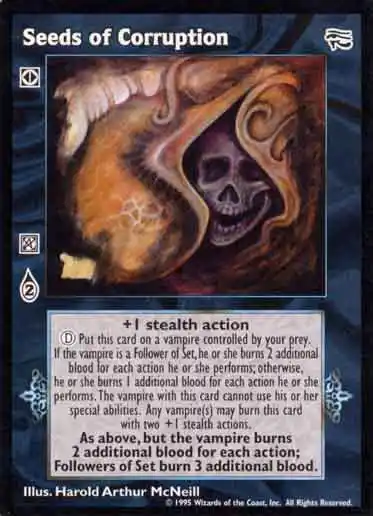 Seeds of Corruption
2
+1 stealth action
D Put this card on a vampire controlled by your prey.
If the vampire is a Follower of Set, he or she burns 2 additional
blood for each action he or she performs; otherwise,
he or she burns 1 additional blood for each action he or she
performs. The vampire with this card cannot use his or her
special abilities. Any vampire(s) may burn this card
with two +1 stealth actions.
As above, but the vampire burns
2 additional blood for each action;
Followers of Set burn 3 additional blood.
Illus. Harold Arthur McNeill
© 1995 Wizards of the Coast, Inc. All Rights Reserved.